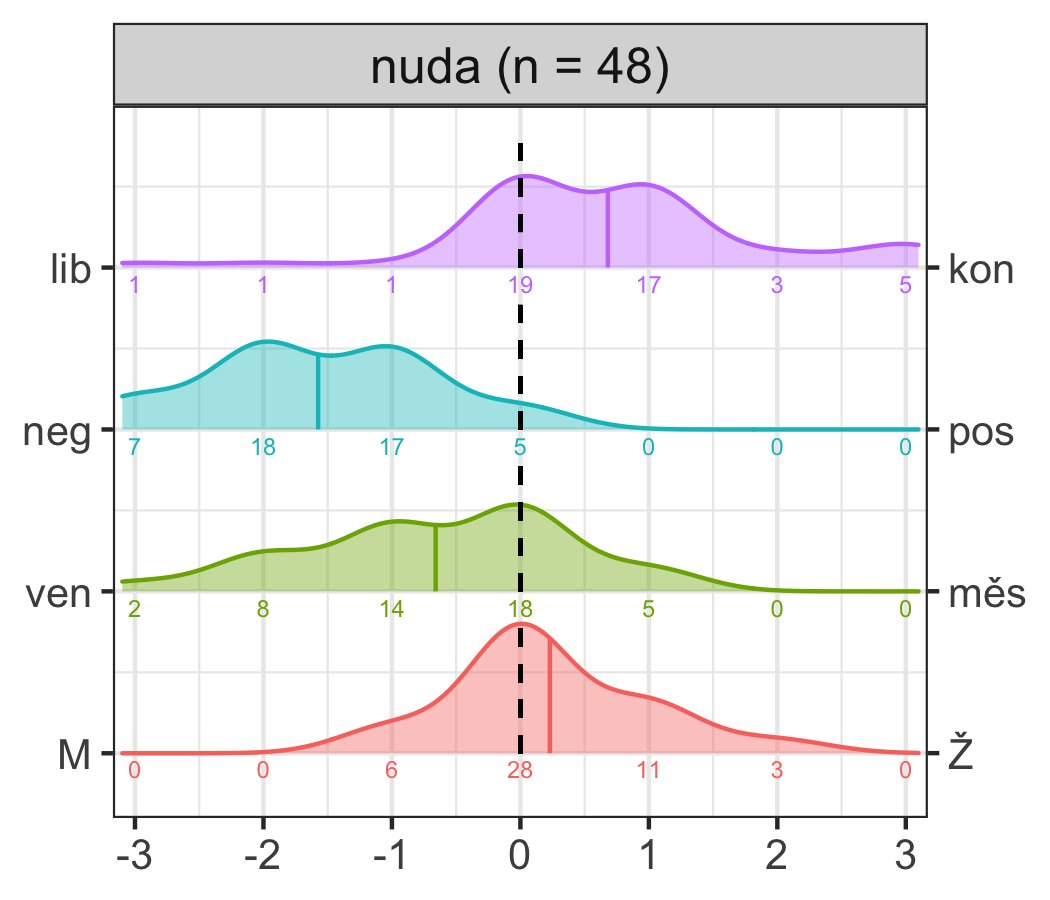 nuda (n = 48)
lib kon
1 1 1 19 17 3 5
neg pos
7 18 17 5 0 0 0
ven měs
2 8 14 18 5 0 0
M Ž
0 0 6 28 11 3 0
-3 -2 -1 0 1 2 3